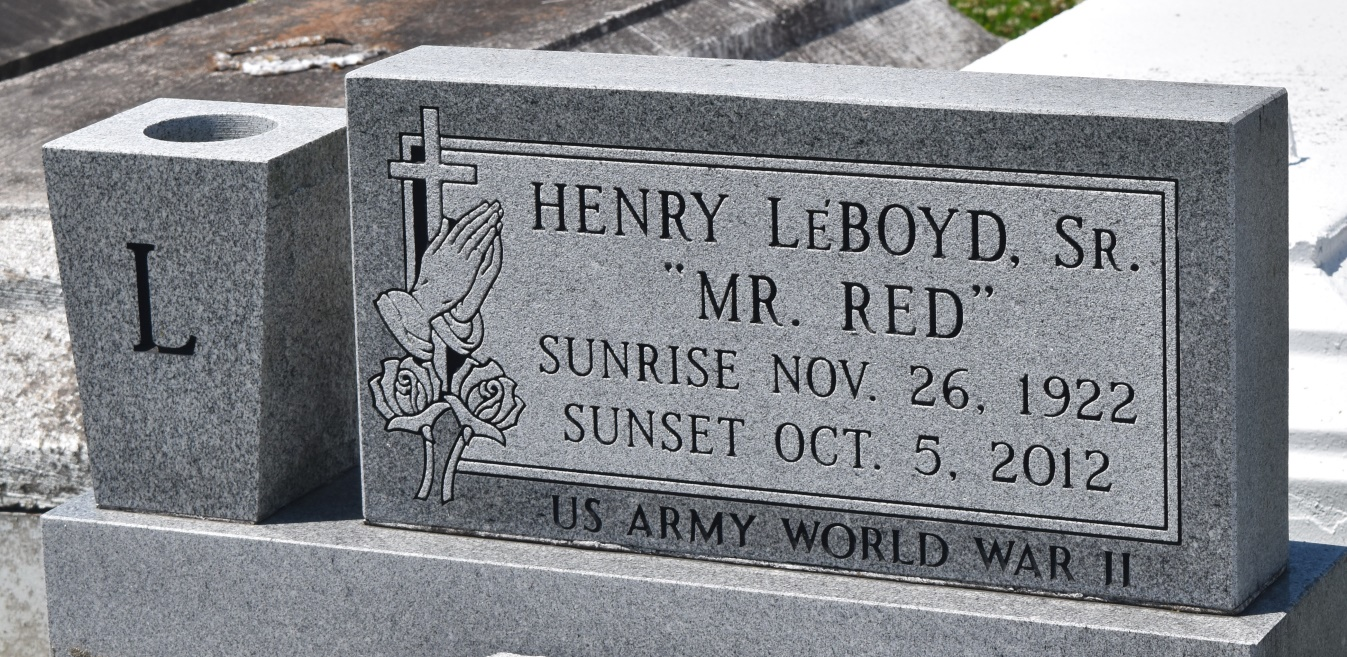 L
HENRY LéBOYD, SR.
"MR. RED"
SUNRISE NOV. 26, 1922
SUNSET OCT. 5, 2012
US ARMY WORLD WAR II